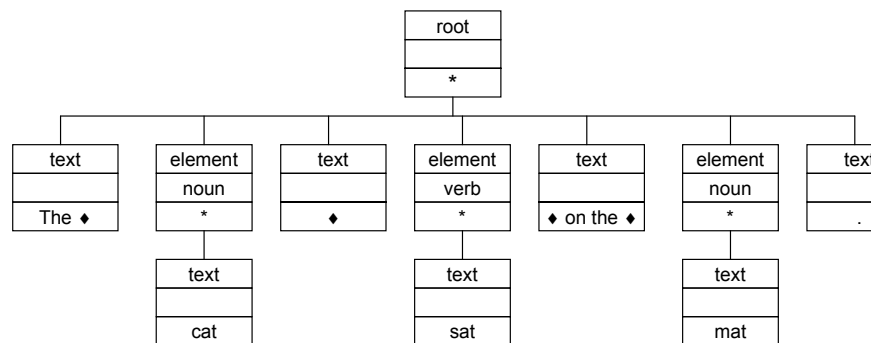 root
*
text element text element text element text
noun verb noun
The ♦ * ♦ * ♦ on the ♦ * .
text text text
cat sat mat